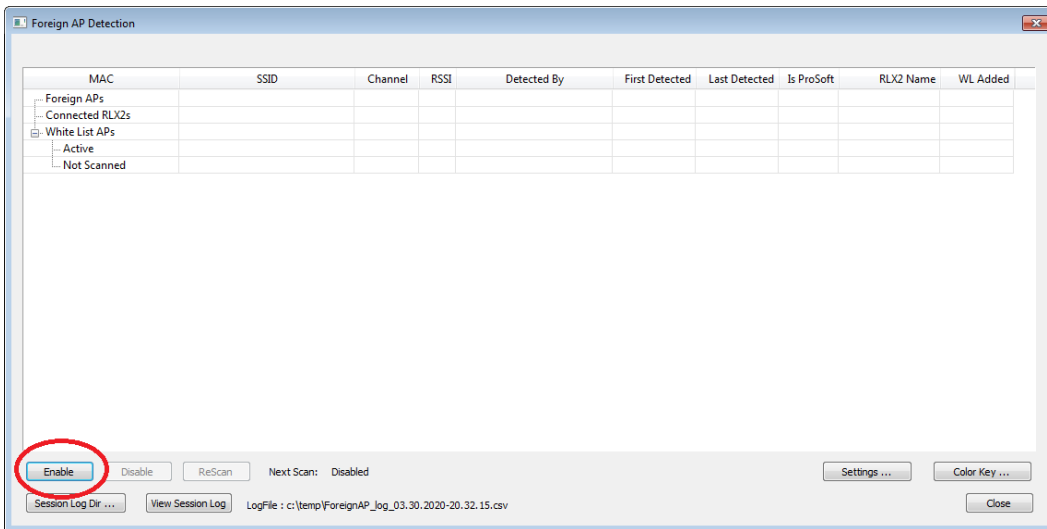 Foreign AP Detection
MAC SSID Channel RSSI Detected By First Detected Last Detected Is ProSoft RLX2 Name WL Added
Foreign APs
Connected RLX2s
White List APs
Active
Not Scanned
Enable Disable ReScan Next Scan: Disabled Settings ... Color Key ...
Session Log Dir ... View Session Log LogFile : c:\temp\ForeignAP_log_03.30.2020-20.32.15.csv Close